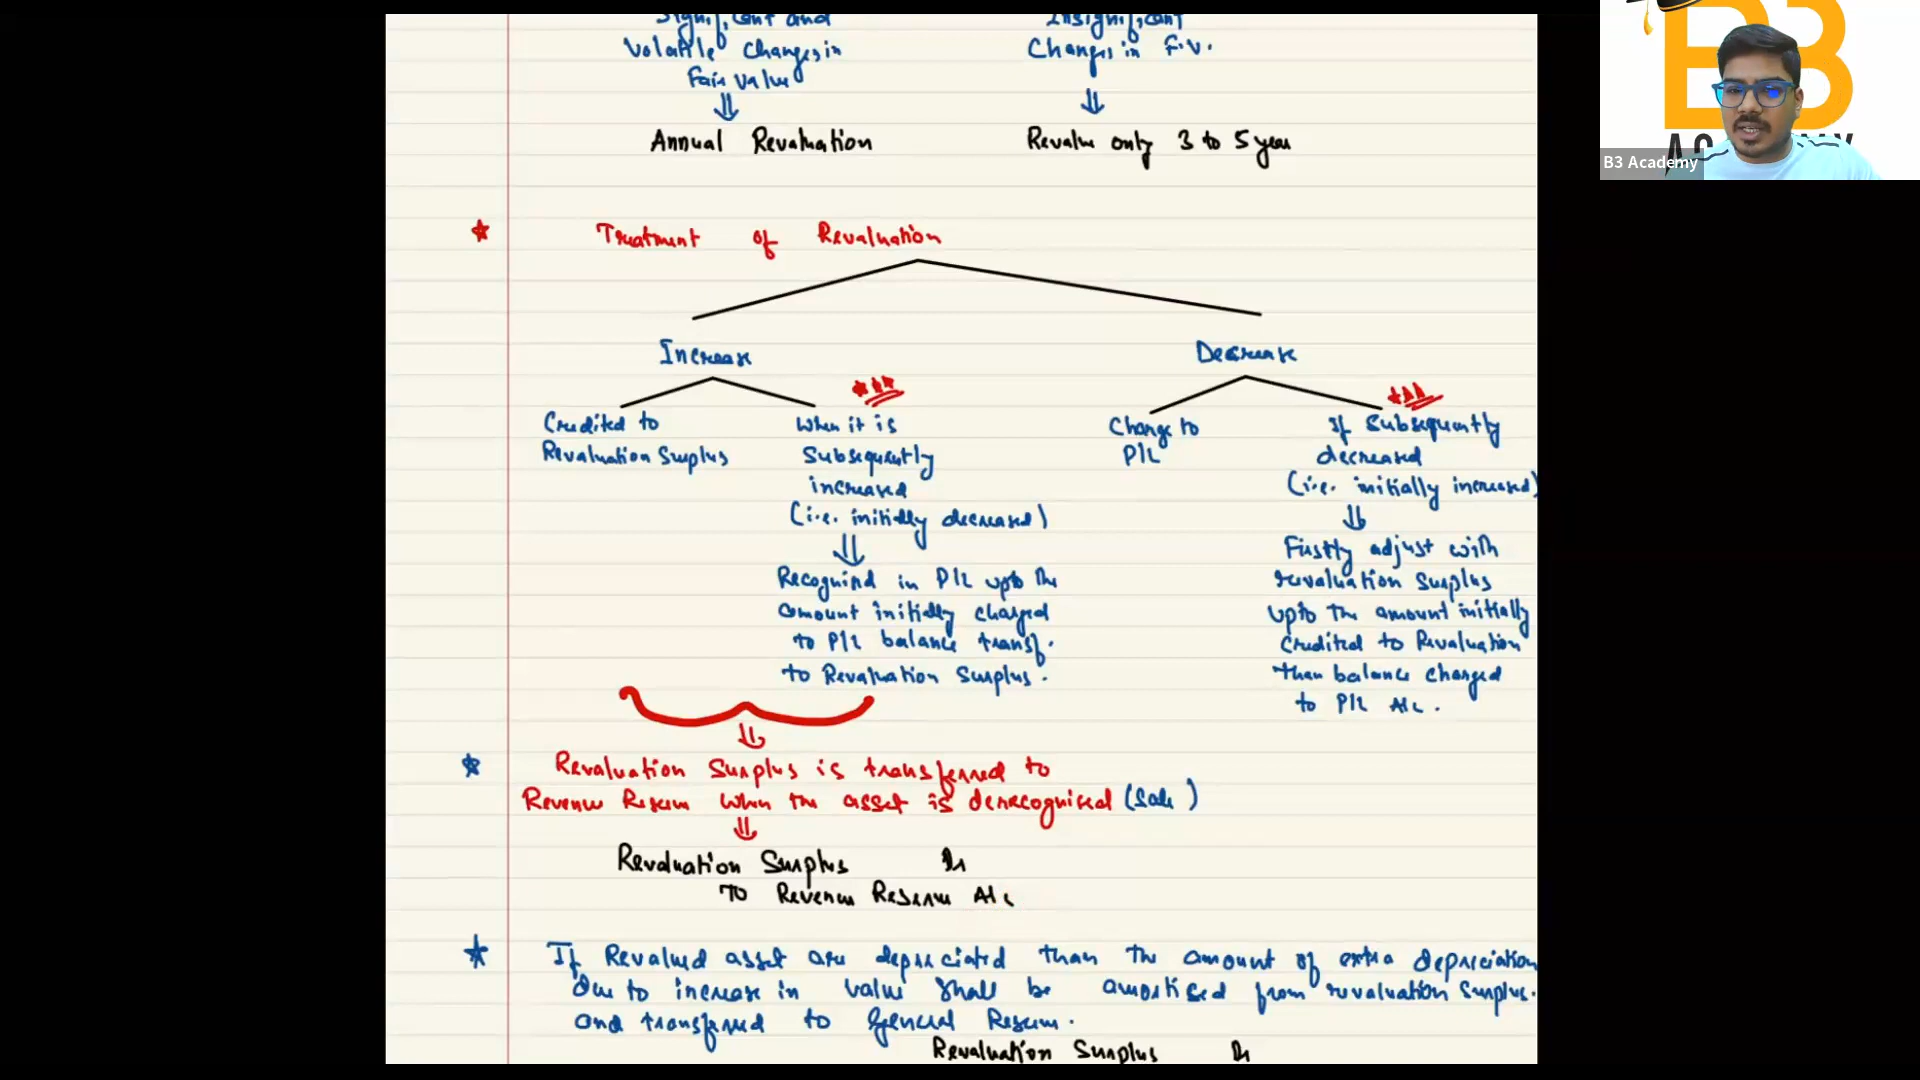 Significant and
Volatile Changes in
Fair value
⇓
Annual Revaluation
Insignificant
Changes in F.V.
⇓
Revalue only 3 to 5 year
Treatment of Revaluation
Increase
Credited to
Revaluation Surplus
When it is
Subsequently
increased
(i.e. initially decreased)
⇓
Recognised in P/L upto the
amount initially charged
to P/L balance transf.
to Revaluation Surplus.
Decrease
Charge to
P/L
If Subsequently
decreased
(i.e. initially increased)
⇓
Firstly adjust with
revaluation surplus
upto the amount initially
credited to Revaluation
than balance charged
to P/L A/c.
⇓
Revaluation Surplus is transferred to
Revenue Reserve when the asset is derecognised (Sale)
⇓
Revaluation Surplus Dr
To Revenue Reserve A/c
If Revalued asset are depreciated than the amount of extra depreciation
due to increase in value shall be amortised from revaluation surplus.
and transferred to General Reserve.
Revaluation Surplus Dr
B3
B3 Academy